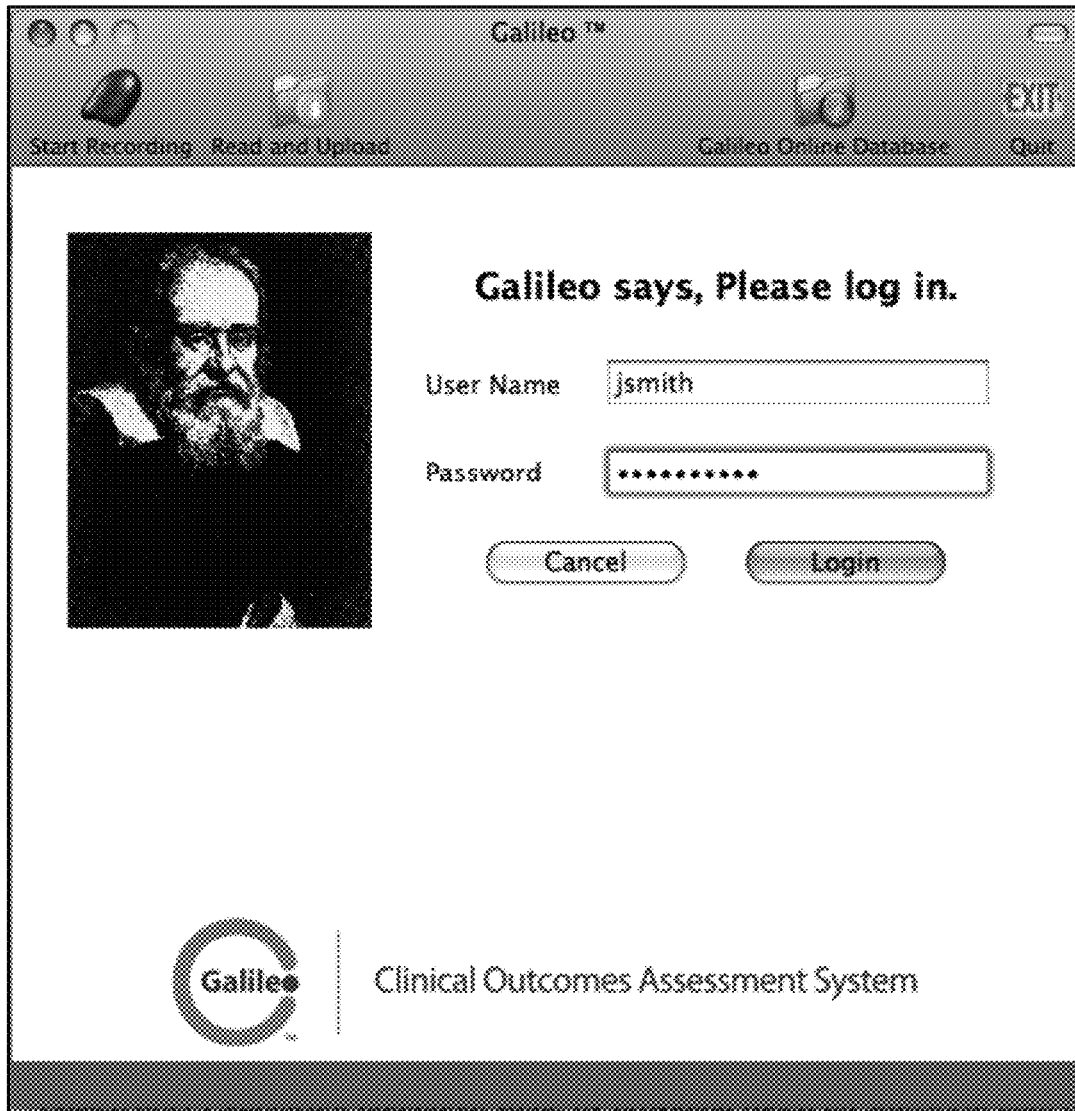 Galileo ™
EXIT
Start Recording Read and Upload Galileo Online Database Quit
Galileo says, Please log in.
User Name jsmith
Password ••••••••••
Cancel Login
Galileo™
Clinical Outcomes Assessment System